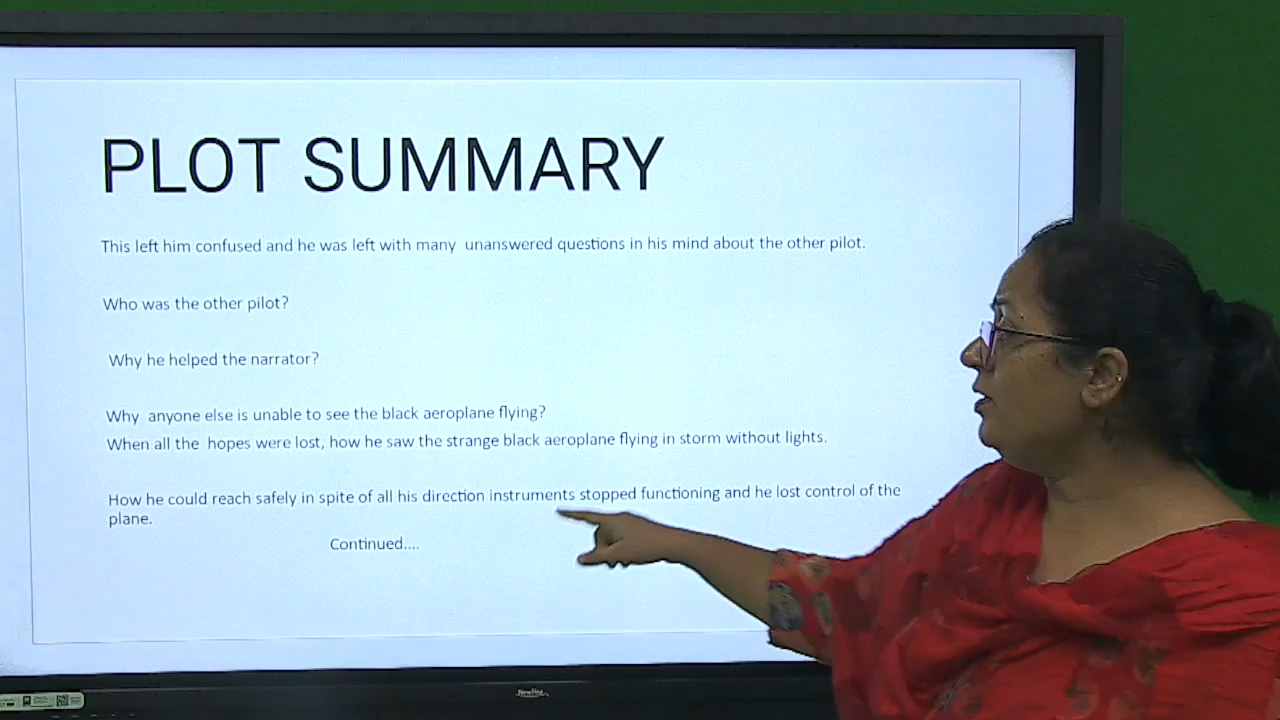 PLOT SUMMARY
This left him confused and he was left with many unanswered questions in his mind about the other pilot.
Who was the other pilot?
Why he helped the narrator?
Why anyone else is unable to see the black aeroplane flying?
When all the hopes were lost, how he saw the strange black aeroplane flying in storm without lights.
How he could reach safely in spite of all his direction instruments stopped functioning and he lost control of the
plane.
Continued....